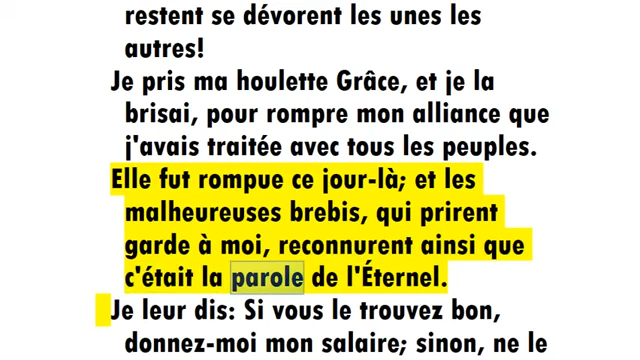 restent se dévorent les unes les
autres!
Je pris ma houlette Grâce, et je la
brisai, pour rompre mon alliance que
j'avais traitée avec tous les peuples.
Elle fut rompue ce jour-là; et les
malheureuses brebis, qui prirent
garde à moi, reconnurent ainsi que
c'était la parole de l'Éternel.
Je leur dis: Si vous le trouvez bon,
donnez-moi mon salaire; sinon, ne le